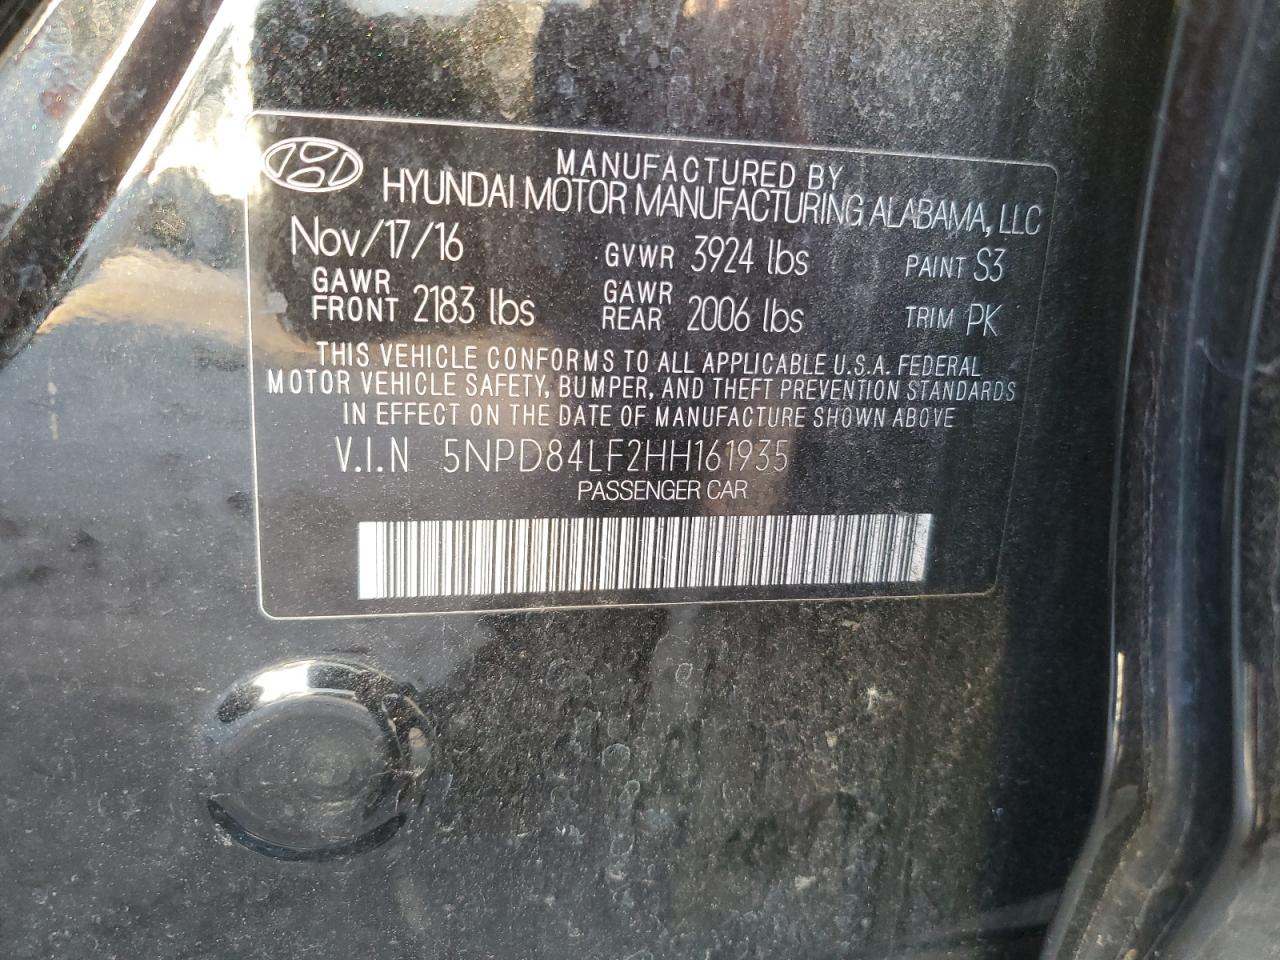 MANUFACTURED BY
HYUNDAI MOTOR MANUFACTURING ALABAMA, LLC
Nov/17/16 GVWR 3924 lbs PAINT S3
GAWR FRONT 2183 lbs GAWR REAR 2006 lbs TRIM PK
THIS VEHICLE CONFORMS TO ALL APPLICABLE U.S.A. FEDERAL
MOTOR VEHICLE SAFETY, BUMPER, AND THEFT PREVENTION STANDARDS
IN EFFECT ON THE DATE OF MANUFACTURE SHOWN ABOVE
V.I.N 5NPD84LF2HH161935
PASSENGER CAR